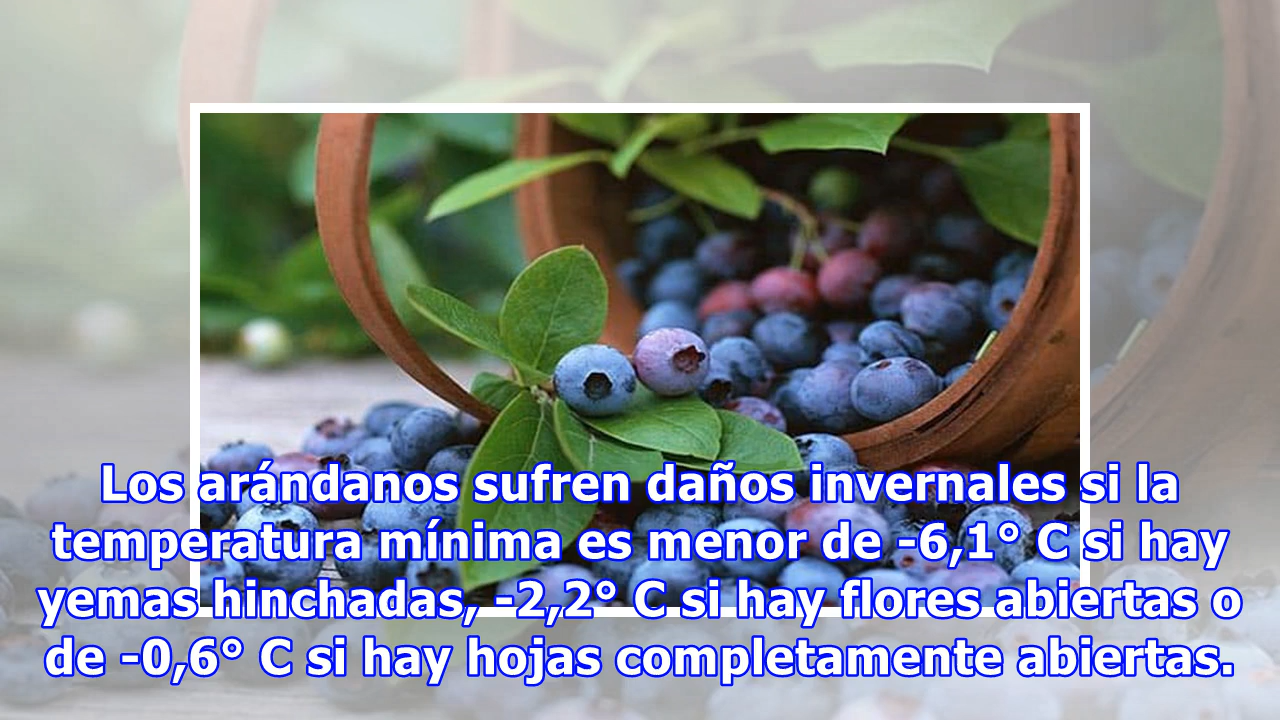 Los arándanos sufren daños invernales si la
temperatura mínima es menor de -6,1° C si hay
yemas hinchadas, -2,2° C si hay flores abiertas o
de -0,6° C si hay hojas completamente abiertas.